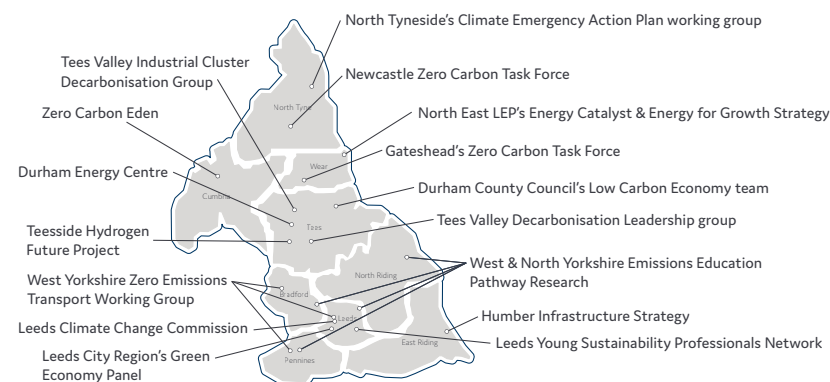 North Tyneside's Climate Emergency Action Plan working group
Tees Valley Industrial Cluster
Decarbonisation Group
Newcastle Zero Carbon Task Force
Zero Carbon Eden
North East LEP's Energy Catalyst & Energy for Growth Strategy
Gateshead's Zero Carbon Task Force
Durham Energy Centre
Durham County Council's Low Carbon Economy team
Tees Valley Decarbonisation Leadership group
Teesside Hydrogen
Future Project
West & North Yorkshire Emissions Education
Pathway Research
West Yorkshire Zero Emissions
Transport Working Group
Humber Infrastructure Strategy
Leeds Climate Change Commission
Leeds Young Sustainability Professionals Network
Leeds City Region's Green
Economy Panel
North Tyne
Wear
Cumbria
Tees
North Riding
Bradford
Leeds
East Riding
Pennines